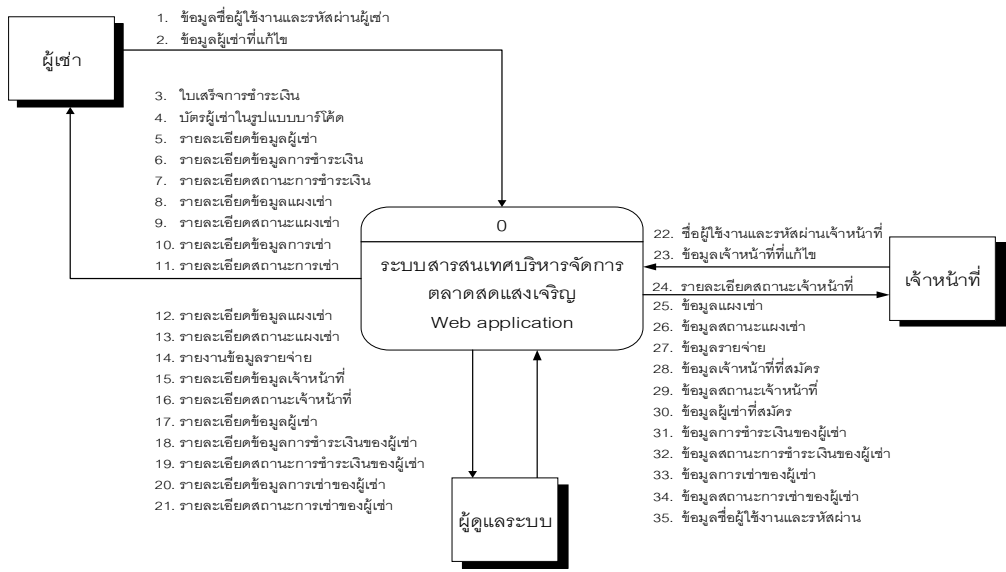 1. ข้อมูลชื่อผู้ใช้งานและรหัสผ่านผู้เช่า
2. ข้อมูลผู้เช่าที่แก้ไข
ผู้เช่า
3. ใบเสร็จการชำระเงิน
4. บัตรผู้เช่าในรูปแบบบาร์โค้ด
5. รายละเอียดข้อมูลผู้เช่า
6. รายละเอียดข้อมูลการชำระเงิน
7. รายละเอียดสถานะการชำระเงิน
8. รายละเอียดข้อมูลแผงเช่า
9. รายละเอียดสถานะแผงเช่า
10. รายละเอียดข้อมูลการเช่า
11. รายละเอียดสถานะการเช่า
0
ระบบสารสนเทศบริหารจัดการ
ตลาดสดแสงเจริญ
Web application
22. ชื่อผู้ใช้งานและรหัสผ่านเจ้าหน้าที่
23. ข้อมูลเจ้าหน้าที่ที่แก้ไข
24. รายละเอียดสถานะเจ้าหน้าที่
เจ้าหน้าที่
12. รายละเอียดข้อมูลแผงเช่า
13. รายละเอียดสถานะแผงเช่า
14. รายงานข้อมูลรายจ่าย
15. รายละเอียดข้อมูลเจ้าหน้าที่
16. รายละเอียดสถานะเจ้าหน้าที่
17. รายละเอียดข้อมูลผู้เช่า
18. รายละเอียดข้อมูลการชำระเงินของผู้เช่า
19. รายละเอียดสถานะการชำระเงินของผู้เช่า
20. รายละเอียดข้อมูลการเช่าของผู้เช่า
21. รายละเอียดสถานะการเช่าของผู้เช่า
25. ข้อมูลแผงเช่า
26. ข้อมูลสถานะแผงเช่า
27. ข้อมูลรายจ่าย
28. ข้อมูลเจ้าหน้าที่ที่สมัคร
29. ข้อมูลสถานะเจ้าหน้าที่
30. ข้อมูลผู้เช่าที่สมัคร
31. ข้อมูลการชำระเงินของผู้เช่า
32. ข้อมูลสถานะการชำระเงินของผู้เช่า
33. ข้อมูลการเช่าของผู้เช่า
34. ข้อมูลสถานะการเช่าของผู้เช่า
35. ข้อมูลชื่อผู้ใช้งานและรหัสผ่าน
ผู้ดูแลระบบ